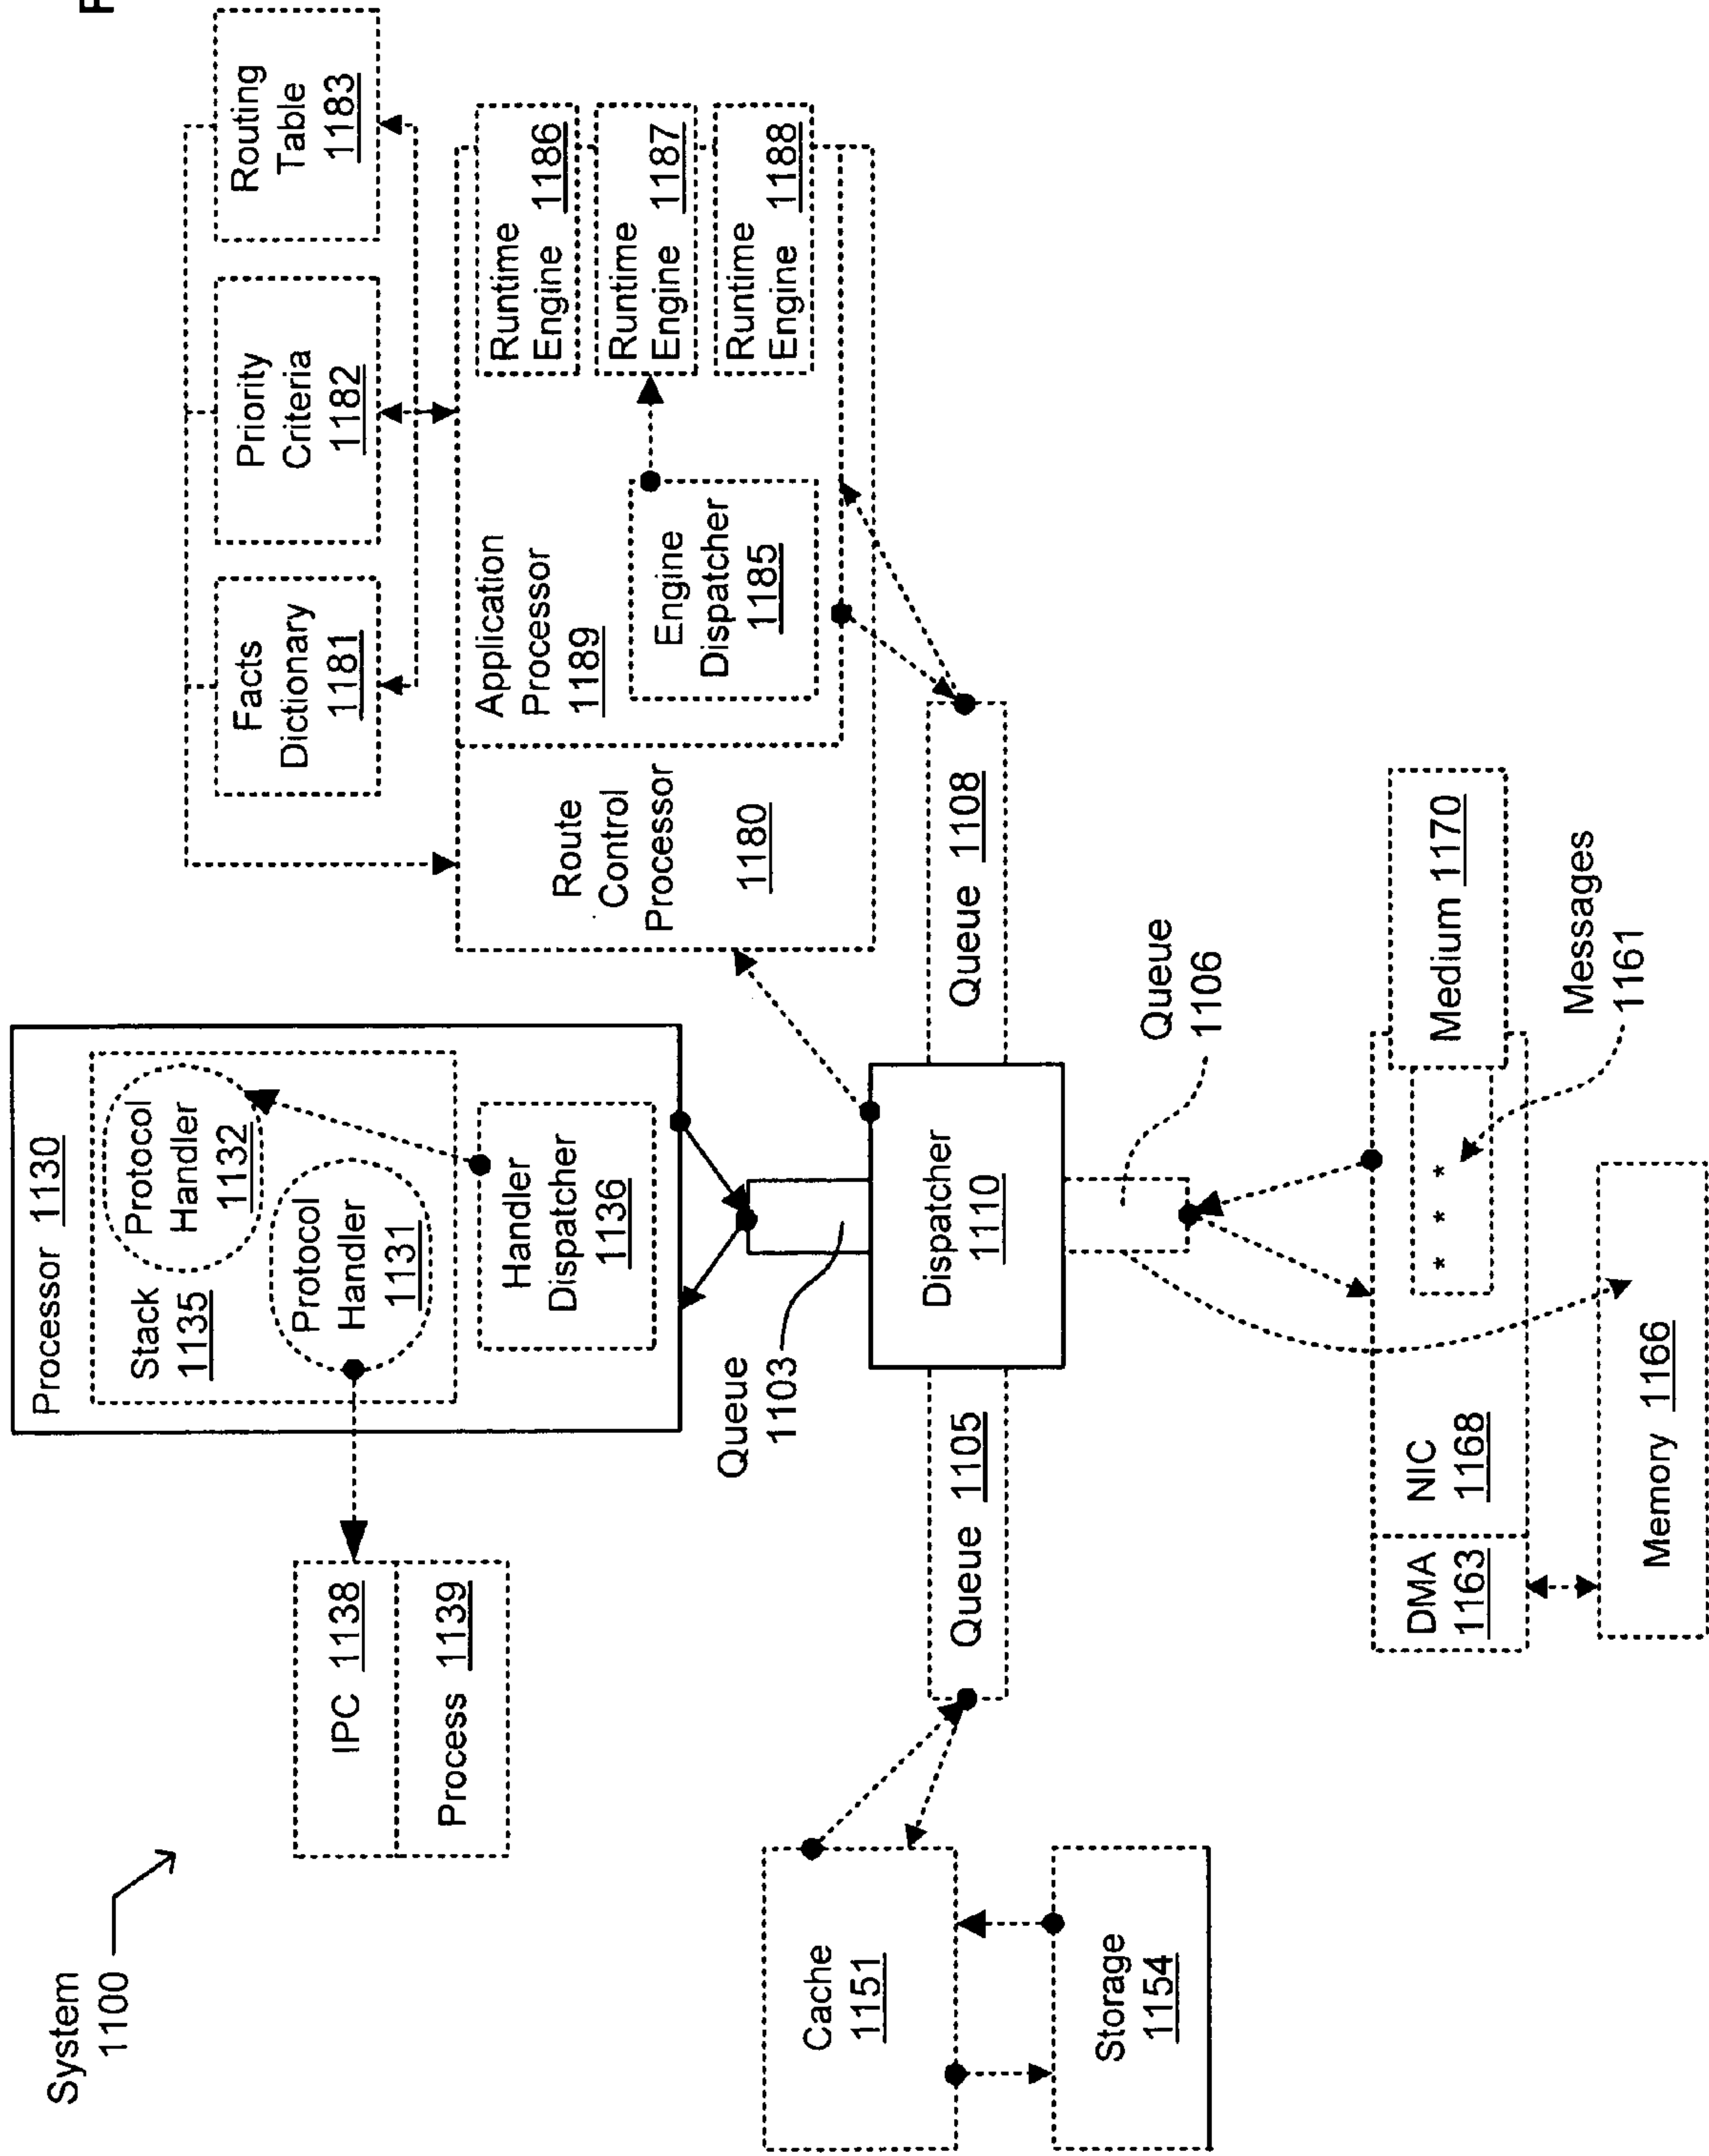 F
System
1100
Processor 1130
Stack
1135
Protocol
Handler
1132
Protocol
Handler
1131
Handler
Dispatcher
1136
IPC 1138
Process 1139
Facts
Dictionary
1181
Priority
Criteria
1182
Routing
Table
1183
Route
Control
Processor
1180
Application
Processor
1189
Engine
Dispatcher
1185
Runtime
Engine 1186
Runtime
Engine 1187
Runtime
Engine 1188
Queue
1103
Cache
1151
Storage
1154
Queue 1105
Dispatcher
1110
Queue 1108
Queue
1106
DMA
1163
NIC
1168
* * *
Medium 1170
Messages
1161
Memory 1166